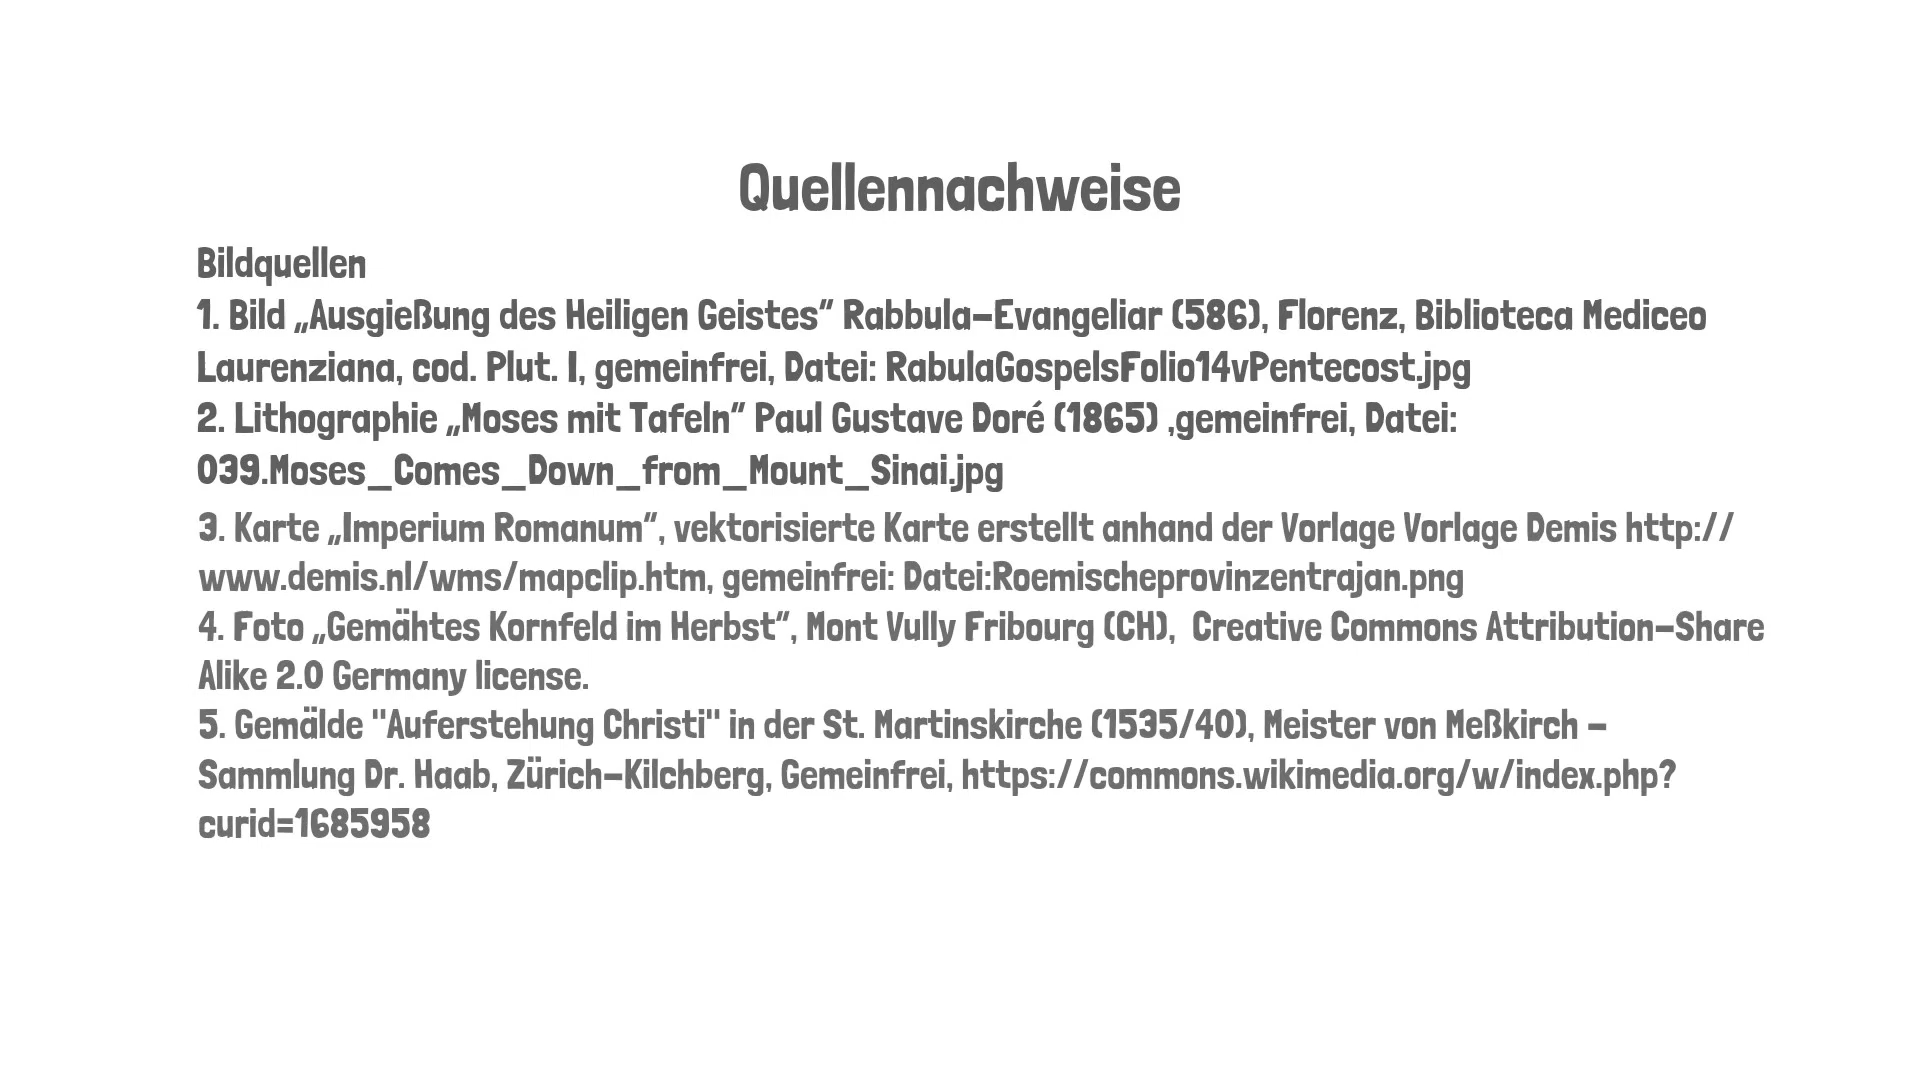 Quellennachweise
Bildquellen
1. Bild „Ausgießung des Heiligen Geistes“ Rabbula-Evangeliar (586), Florenz, Biblioteca Mediceo
Laurenziana, cod. Plut. I, gemeinfrei, Datei: RabulaGospelsFolio14vPentecost.jpg
2. Lithographie „Moses mit Tafeln“ Paul Gustave Doré (1865) ,gemeinfrei, Datei:
039.Moses_Comes_Down_from_Mount_Sinai.jpg
3. Karte „Imperium Romanum“, vektorisierte Karte erstellt anhand der Vorlage Vorlage Demis http://
www.demis.nl/wms/mapclip.htm, gemeinfrei: Datei:Roemischeprovinzentrajan.png
4. Foto „Gemähtes Kornfeld im Herbst“, Mont Vully Fribourg (CH),  Creative Commons Attribution-Share
Alike 2.0 Germany license.
5. Gemälde "Auferstehung Christi" in der St. Martinskirche (1535/40), Meister von Meßkirch -
Sammlung Dr. Haab, Zürich-Kilchberg, Gemeinfrei, https://commons.wikimedia.org/w/index.php?
curid=1685958